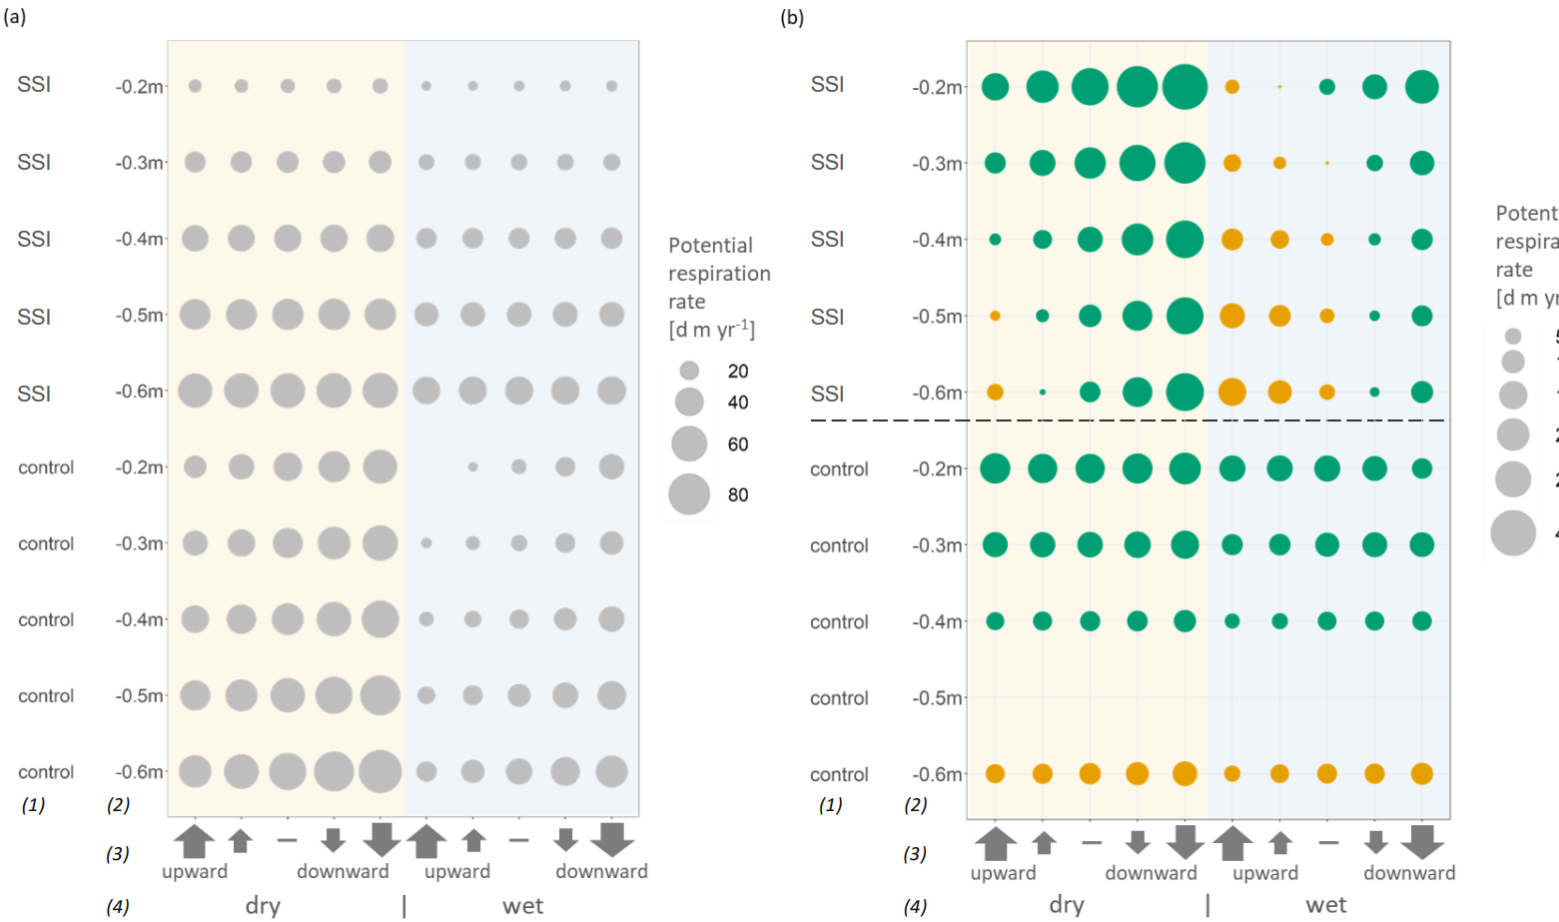 (a)
SSI -0.2m
SSI -0.3m
SSI -0.4m
SSI -0.5m
SSI -0.6m
control -0.2m
control -0.3m
control -0.4m
control -0.5m
control -0.6m
(1) (2)
(3)
upward downward upward downward
(4) dry | wet
Potential
respiration
rate
[d m yr-1]
20
40
60
80
(b)
SSI -0.2m
SSI -0.3m
SSI -0.4m
SSI -0.5m
SSI -0.6m
control -0.2m
control -0.3m
control -0.4m
control -0.5m
control -0.6m
(1) (2)
(3)
upward downward upward downward
(4) dry | wet
Potent
respira
rate
[d m yr